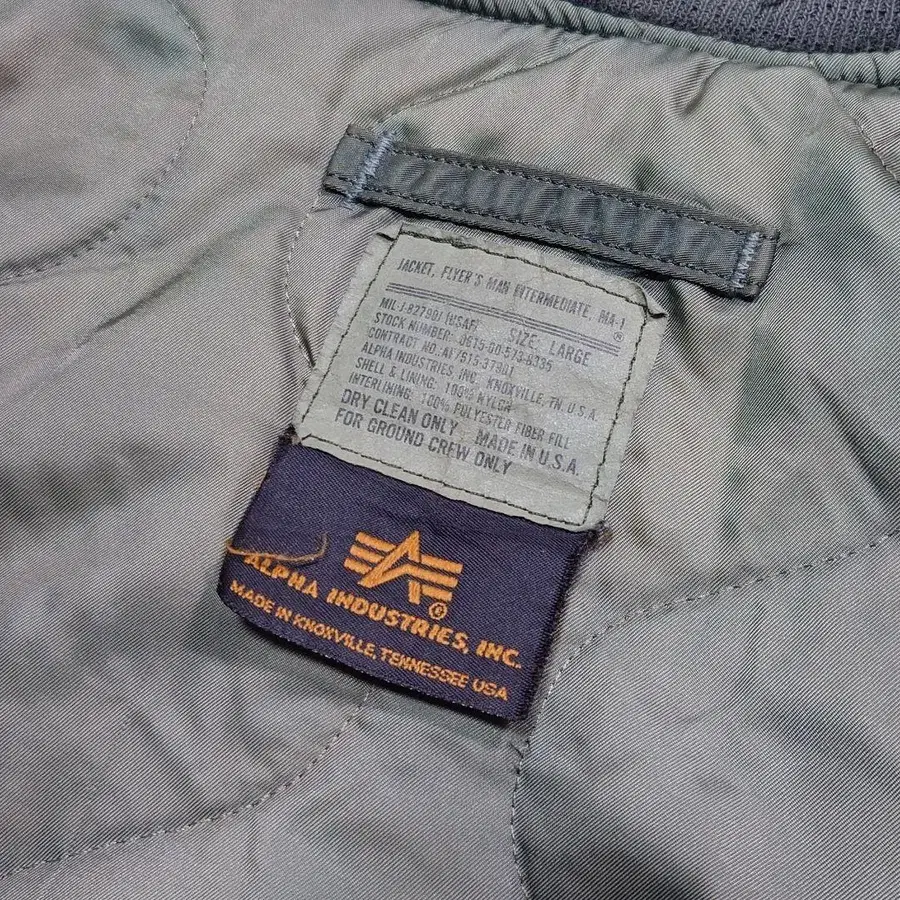 JACKET, FLYER'S MAN INTERMEDIATE, MA-1
®
MIL-J-8279DJ (USAF) SIZE: LARGE
STOCK NUMBER: 0615-00-573-8335
CONTRACT NO.:AF/515-37901
ALPHA INDUSTRIES, INC. KNOXVILLE, TN. U.S.A.
SHELL & LINING: 100% NYLON
INTERLINING: 100% POLYESTER FIBER FILL
DRY CLEAN ONLY MADE IN U.S.A.
FOR GROUND CREW ONLY
®
ALPHA INDUSTRIES, INC.
MADE IN KNOXVILLE, TENNESSEE USA